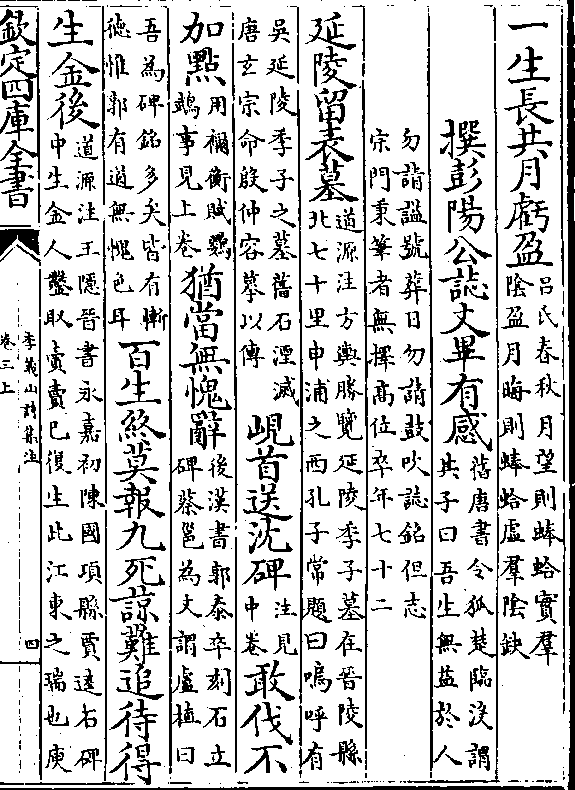 一生長共月虧盈呂氏春秋月望則蚌蛤實羣陰盈月晦則蚌蛤虛羣陰缺
撰彭陽公誌文畢有感舊唐書令狐楚臨沒謂其子曰吾生無益於人
勿請諡號葬日勿請鼓吹誌銘但志宗門秉筆者無擇高位卒年七十二
延陵留表墓道源注方輿勝覽延陵季子墓在晉陵縣北七十里申浦之西孔子常題曰嗚呼有
吳延陵季子之墓舊石湮滅唐玄宗命殷仲容摹以傳峴首送沈碑注見中卷敢伐不
加點用禰衡賦鸚鵡事見上卷猶當無愧辭後漢書郭泰卒刻石立碑蔡邕為文謂盧植曰
吾為碑銘多矣皆有慚德惟郭有道無愧色耳百生終莫報九死諒難追待得
生金後道源注王隱晉書永嘉初陳國項縣賈逵石碑中生金人鑿取賣賣已復生此江東之瑞也庾
欽定四庫全書
李義山詩集注
卷三上
四